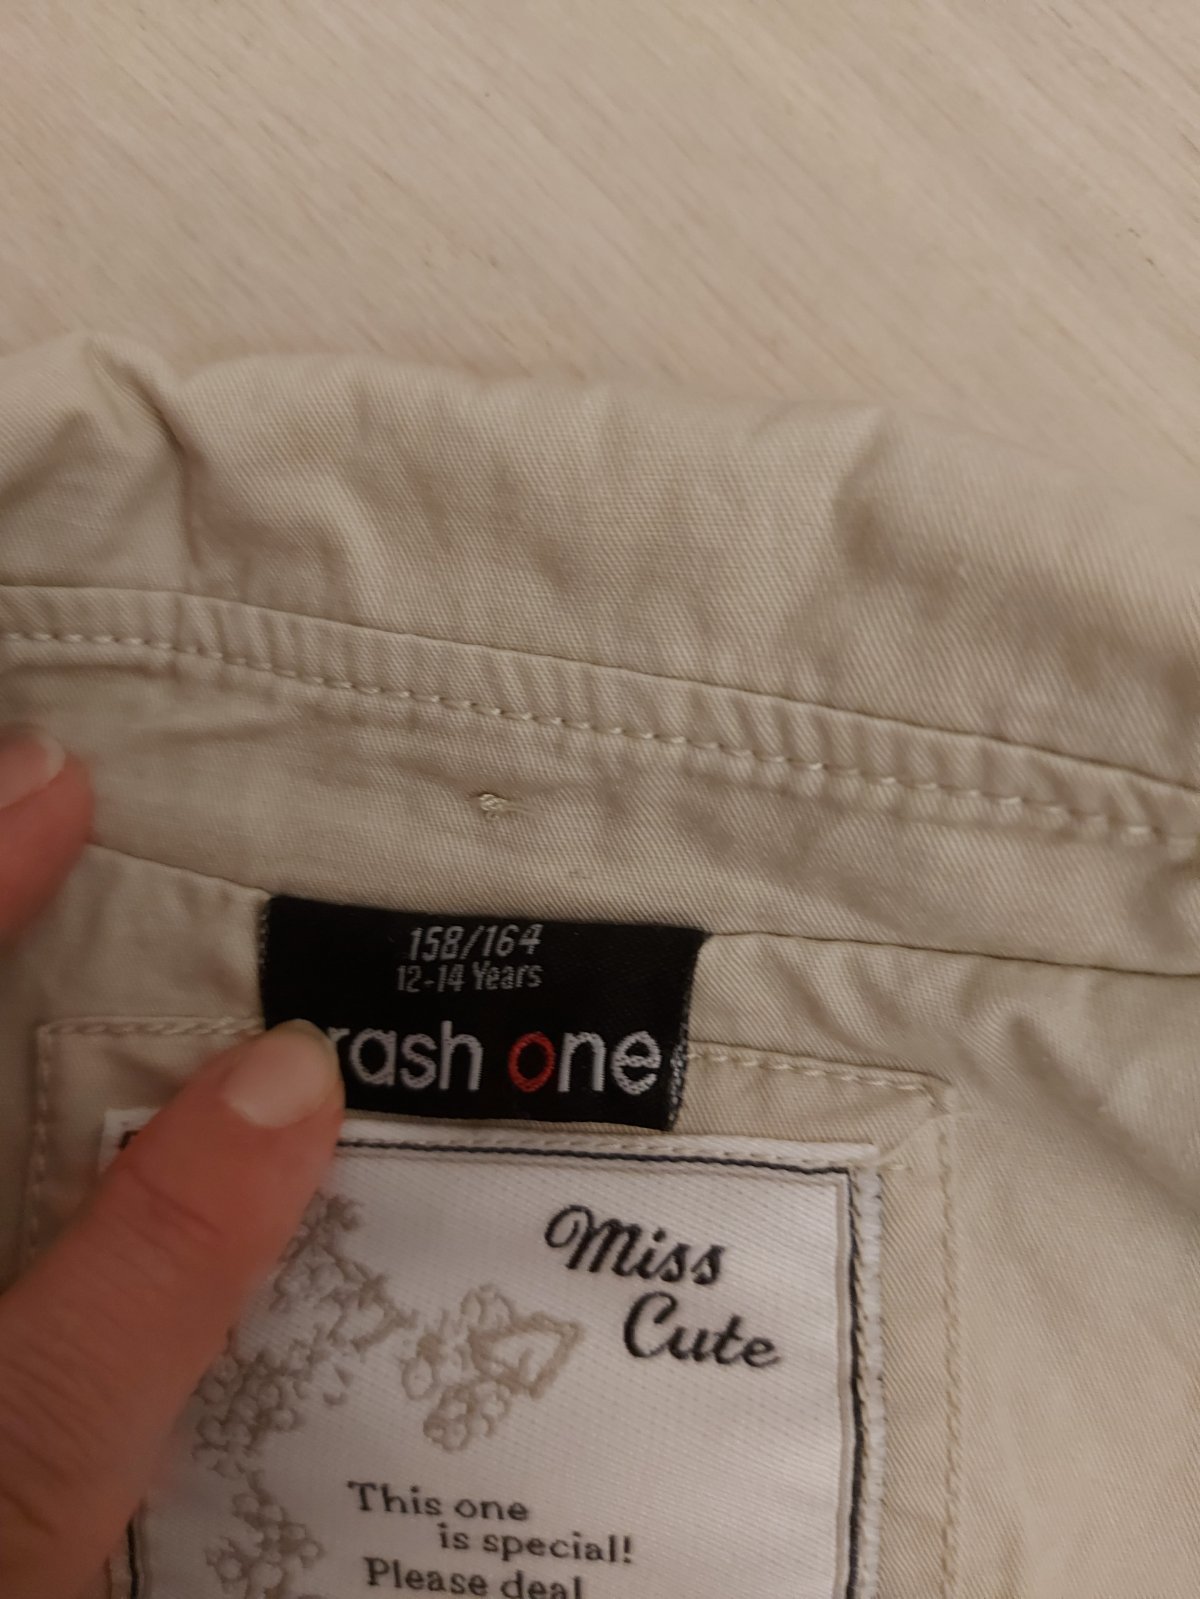 158/164
12-14 Years
rash one
Miss
Cute
This one
is special!
Please deal